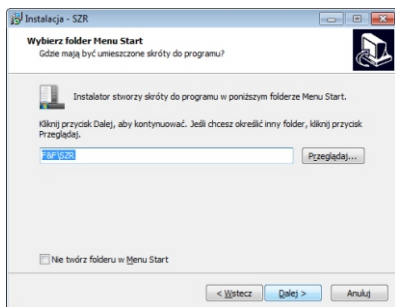 Instalacja - SZR
Wybierz folder Menu Start
Gdzie mają być umieszczone skróty do programu?
Instalator stworzy skróty do programu w poniższym folderze Menu Start.
Kliknij przycisk Dalej, aby kontynuować. Jeśli chcesz określić inny folder, kliknij przycisk
Przeglądaj.
F&F\SZR
Przeglądaj...
Nie twórz folderu w Menu Start
< Wstecz
Dalej >
Anuluj